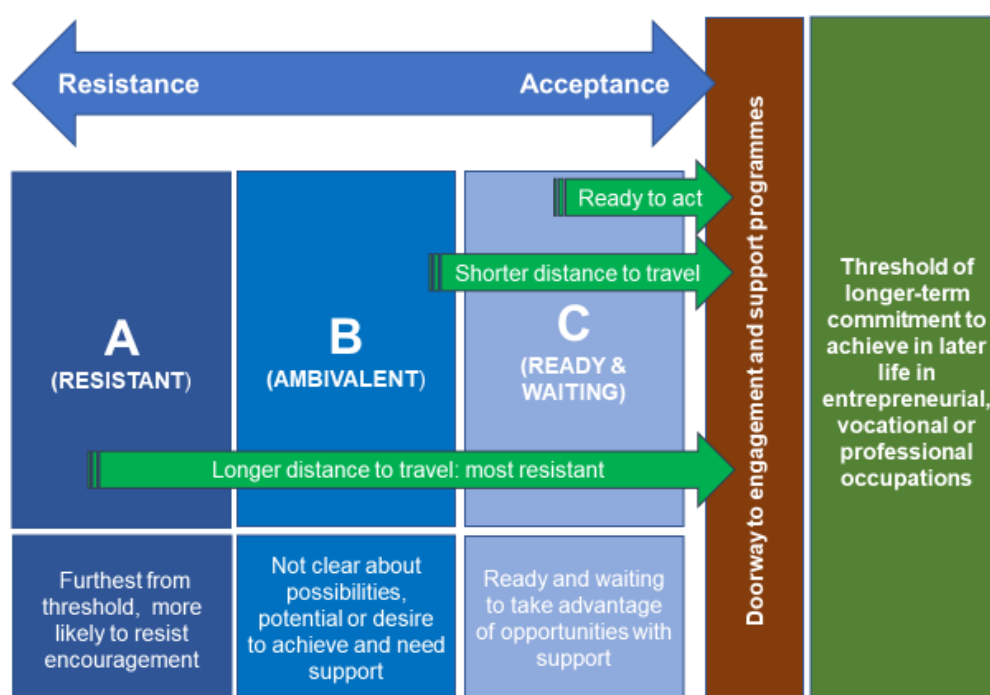 Resistance
Acceptance
Ready to act
Shorter distance to travel
A
(RESISTANT)
B
(AMBIVALENT)
C
(READY &
WAITING)
Longer distance to travel: most resistant
Furthest from
threshold, more
likely to resist
encouragement
Not clear about
possibilities,
potential or desire
to achieve and need
support
Ready and waiting
to take advantage
of opportunities with
support
Doorway to engagement and support programmes
Threshold of
longer-term
commitment to
achieve in later
life in
entrepreneurial,
vocational or
professional
occupations